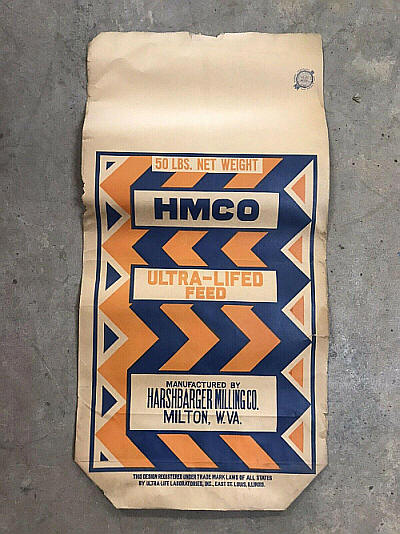 50 LBS. NET WEIGHT
HMCO
ULTRA-LIFED
FEED
MANUFACTURED BY
HARSHBARGER MILLING CO.
MILTON, W.VA.
THIS DESIGN REGISTERED UNDER TRADE MARK LAWS OF ALL STATES
BY ULTRA-LIFE LABORATORIES, INC., EAST ST. LOUIS, ILLINOIS.